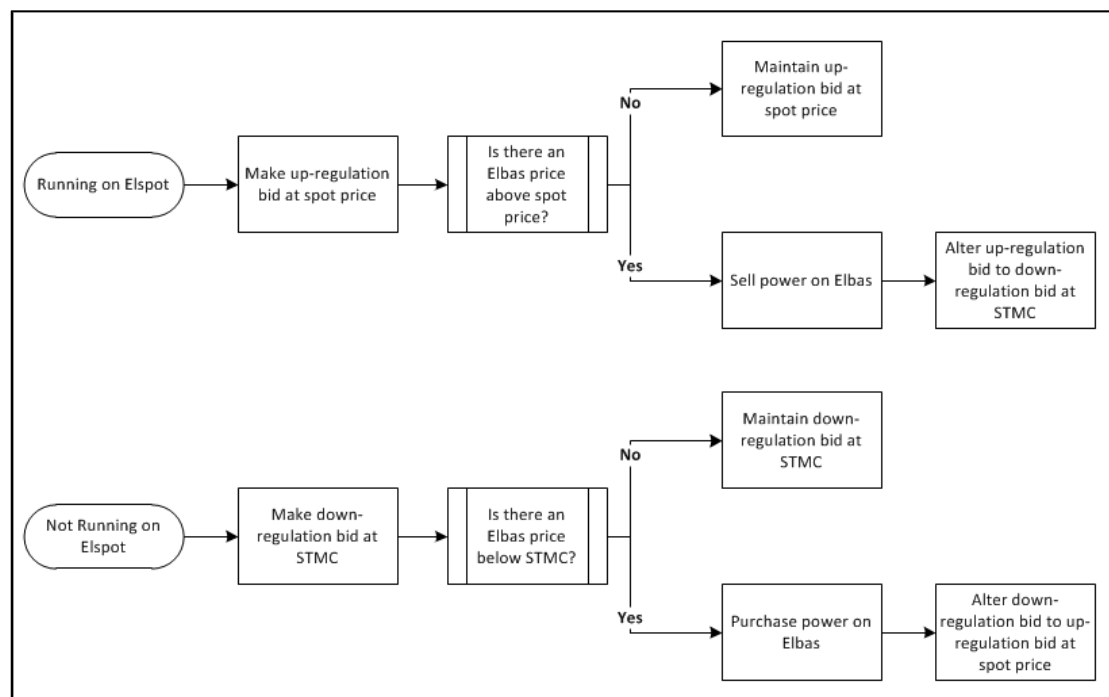 Running on Elspot
Make up-regulation
bid at spot price
Is there an
Elbas price
above spot
price?
No
Maintain up-
regulation bid at
spot price
Yes
Sell power on Elbas
Alter up-regulation
bid to down-
regulation bid at
STMC
Not Running on
Elspot
Make down-
regulation bid at
STMC
Is there an
Elbas price
below STMC?
No
Maintain down-
regulation bid at
STMC
Yes
Purchase power on
Elbas
Alter down-
regulation bid to up-
regulation bid at
spot price